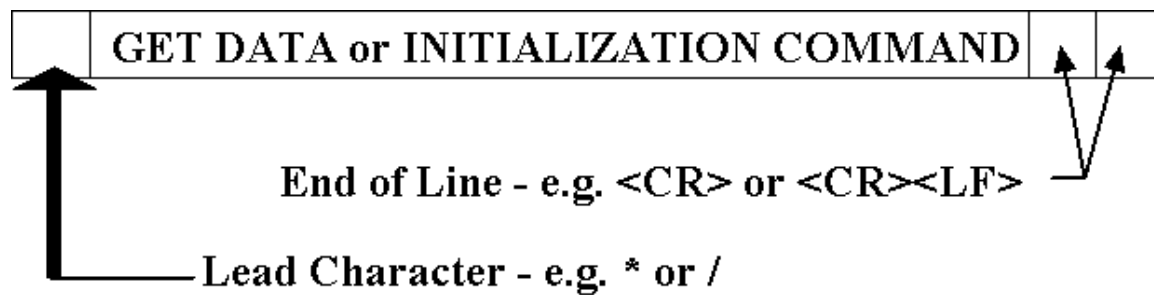 GET DATA or INITIALIZATION COMMAND
End of Line - e.g. <CR> or <CR><LF>
Lead Character - e.g. * or /